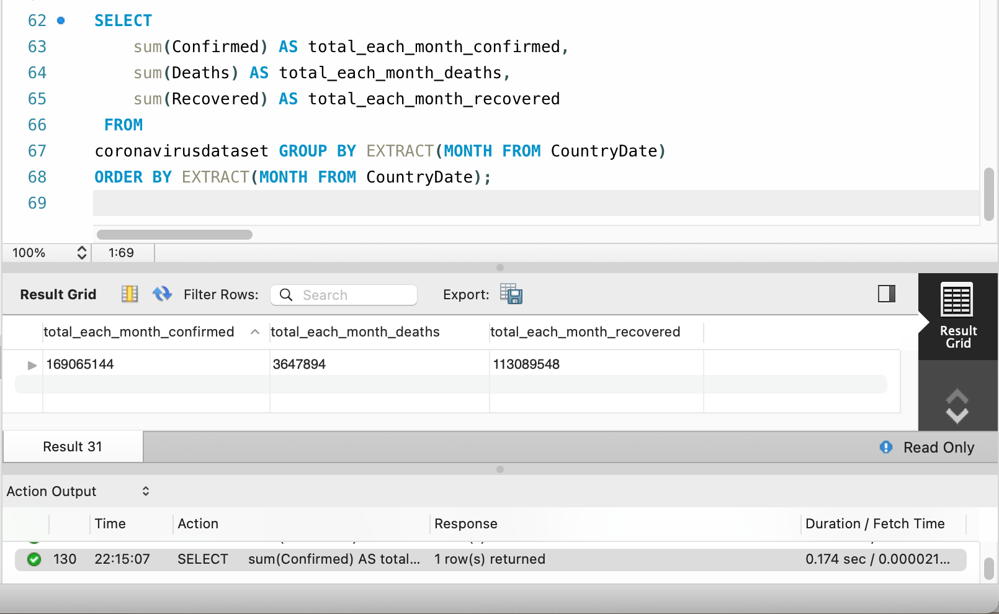 62 SELECT
63 sum(Confirmed) AS total_each_month_confirmed,
64 sum(Deaths) AS total_each_month_deaths,
65 sum(Recovered) AS total_each_month_recovered
66 FROM
67 coronavirusdataset GROUP BY EXTRACT(MONTH FROM CountryDate)
68 ORDER BY EXTRACT(MONTH FROM CountryDate);
69
100% 1:69
Result Grid Filter Rows: Search Export:
Result
Grid
total_each_month_confirmed total_each_month_deaths total_each_month_recovered
169065144 3647894 113089548
Result 31 Read Only
Action Output
Time Action Response Duration / Fetch Time
130 22:15:07 SELECT sum(Confirmed) AS total... 1 row(s) returned 0.174 sec / 0.000021...